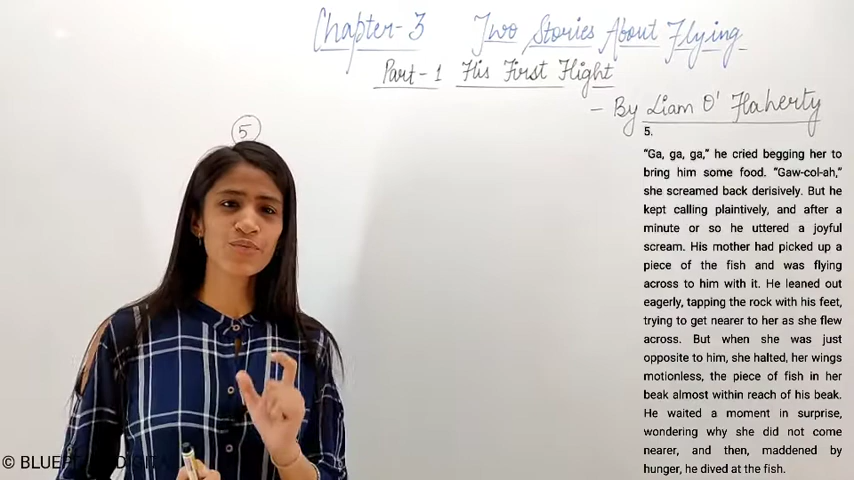 Chapter-3 Two Stories About Flying
Part-1 His First Flight
- By Liam O' Flaherty
5
5.
"Ga, ga, ga," he cried begging her to
bring him some food. "Gaw-col-ah,"
she screamed back derisively. But he
kept calling plaintively, and after a
minute or so he uttered a joyful
scream. His mother had picked up a
piece of the fish and was flying
across to him with it. He leaned out
eagerly, tapping the rock with his feet,
trying to get nearer to her as she flew
across. But when she was just
opposite to him, she halted, her wings
motionless, the piece of fish in her
beak almost within reach of his beak.
He waited a moment in surprise,
wondering why she did not come
nearer, and then, maddened by
hunger, he dived at the fish.
©